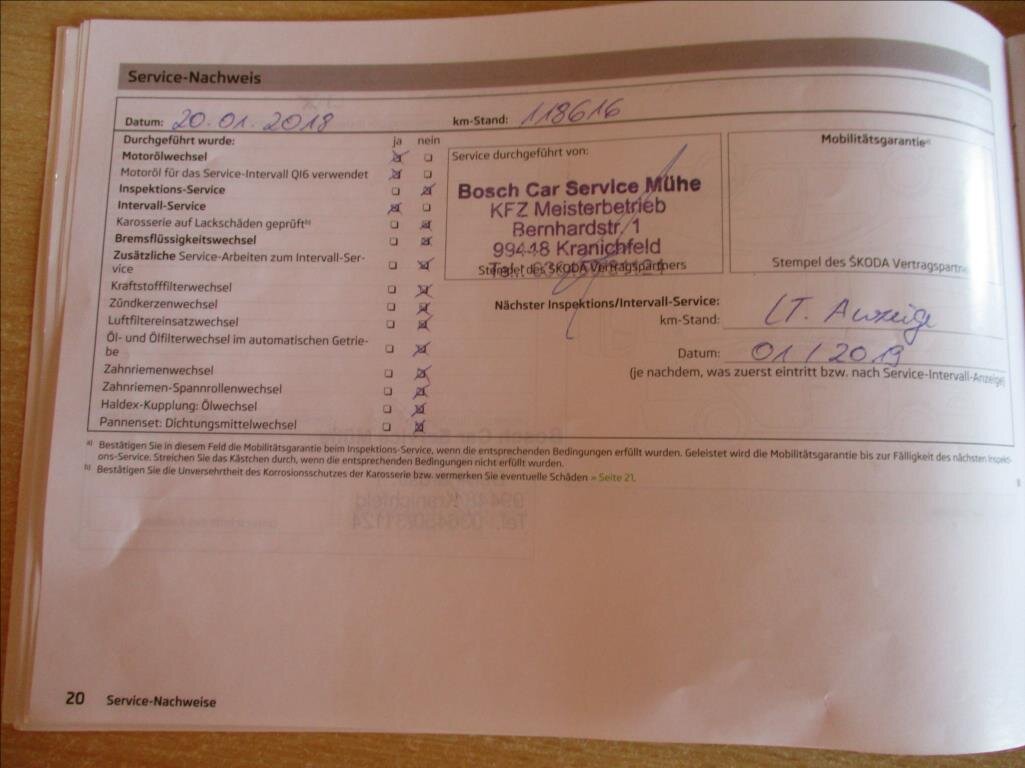 Service-Nachweis
Datum: 20.01.2018 km-Stand: 118616
Durchgeführt wurde: ja nein
Motorölwechsel
Motoröl für das Service-Intervall QI6 verwendet
Inspektions-Service
Intervall-Service
Karosserie auf Lackschäden geprüft b)
Bremsflüssigkeitswechsel
Zusätzliche Service-Arbeiten zum Intervall-Ser-
vice
Kraftstofffilterwechsel
Zündkerzenwechsel
Luftfiltereinsatzwechsel
Öl- und Ölfilterwechsel im automatischen Getrie-
be
Zahnriemenwechsel
Zahnriemen-Spannrollenwechsel
Haldex-Kupplung: Ölwechsel
Pannenset: Dichtungsmittelwechsel
Service durchgeführt von:
Bosch Car Service Mühe
KFZ Meisterbetrieb
Bernhardstr. 1
99448 Kranichfeld
Stempel des ŠKODA Vertragspartners
Mobilitätsgarantie a)
Stempel des ŠKODA Vertragspartne
Nächster Inspektions/Intervall-Service:
km-Stand: LT. Anzeige
Datum: 01/2019
(je nachdem, was zuerst eintritt bzw. nach Service-Intervall-Anzeige)
a) Bestätigen Sie in diesem Feld die Mobilitätsgarantie beim Inspektions-Service, wenn die entsprechenden Bedingungen erfüllt wurden. Geleistet wird die Mobilitätsgarantie bis zur Fälligkeit des nächsten Inspekti-
ons-Service. Streichen Sie das Kästchen durch, wenn die entsprechenden Bedingungen nicht erfüllt wurden.
b) Bestätigen Sie die Unversehrtheit des Korrosionsschutzes der Karosserie bzw. vermerken Sie eventuelle Schäden » Seite 21.
20 Service-Nachweise